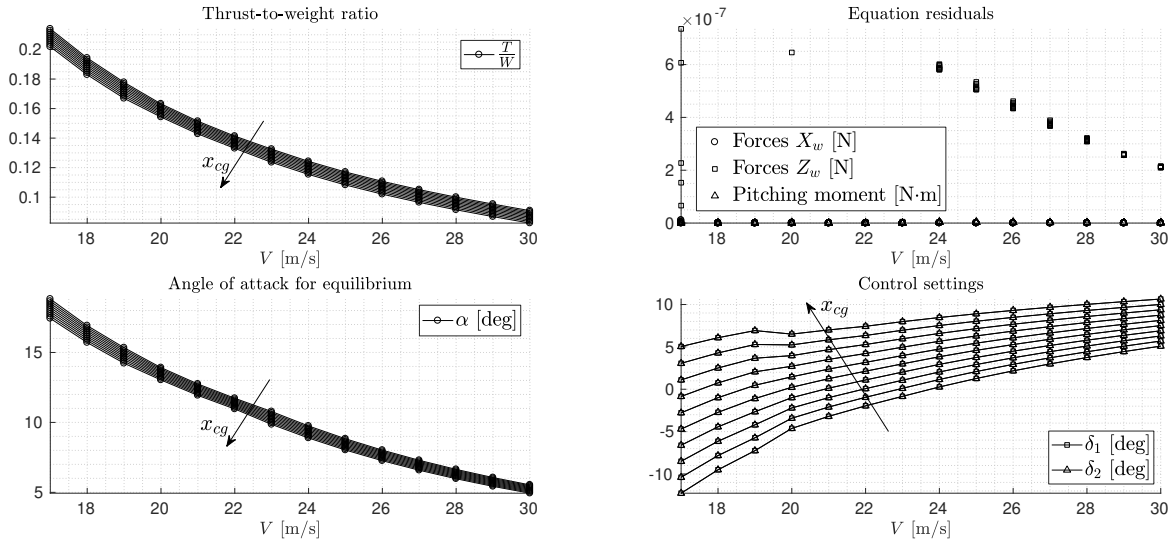 Thrust-to-weight ratio
0.2
0.18
0.16
0.14
0.12
0.1
T/W
x_cg
18 20 22 24 26 28 30
V [m/s]
Equation residuals
×10^-7
6
4
2
0
Forces X_w [N]
Forces Z_w [N]
Pitching moment [N·m]
18 20 22 24 26 28 30
V [m/s]
Angle of attack for equilibrium
15
10
5
α [deg]
x_cg
18 20 22 24 26 28 30
V [m/s]
Control settings
10
5
0
-5
-10
x_cg
δ_1 [deg]
δ_2 [deg]
18 20 22 24 26 28 30
V [m/s]